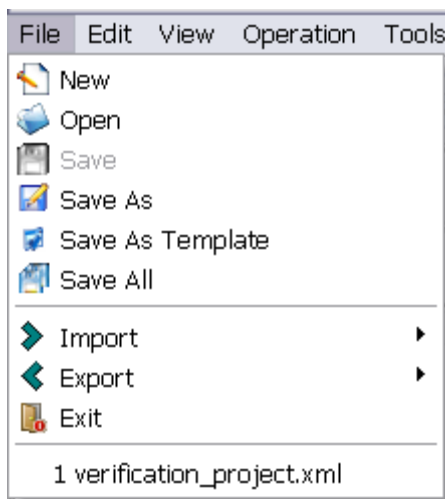 File Edit View Operation Tools
New
Open
Save
Save As
Save As Template
Save All
Import
Export
Exit
1 verification_project.xml